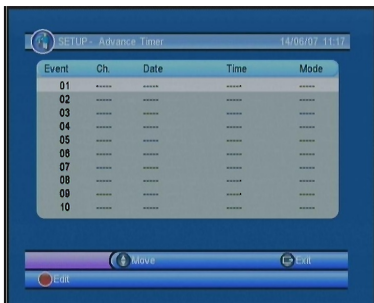 SETUP - Advance Timer 14/06/07 11:17
Event Ch. Date Time Mode
01 ----- ----- ----- -----
02 ----- ----- ----- -----
03 ----- ----- ----- -----
04 ----- ----- ----- -----
05 ----- ----- ----- -----
06 ----- ----- ----- -----
07 ----- ----- ----- -----
08 ----- ----- ----- -----
09 ----- ----- ----- -----
10 ----- ----- ----- -----
Move Exit
Edit